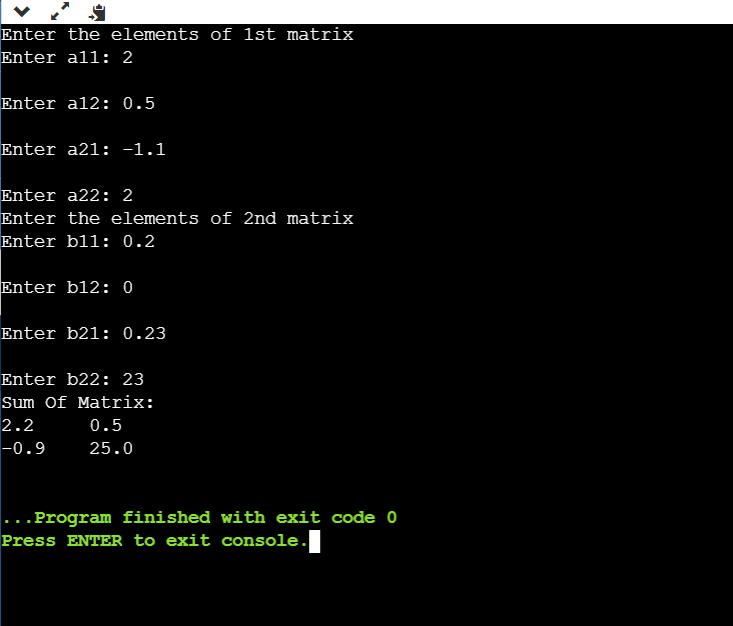 Enter the elements of 1st matrix
Enter a11: 2
Enter a12: 0.5
Enter a21: -1.1
Enter a22: 2
Enter the elements of 2nd matrix
Enter b11: 0.2
Enter b12: 0
Enter b21: 0.23
Enter b22: 23
Sum Of Matrix:
2.2     0.5
-0.9    25.0
...Program finished with exit code 0
Press ENTER to exit console.